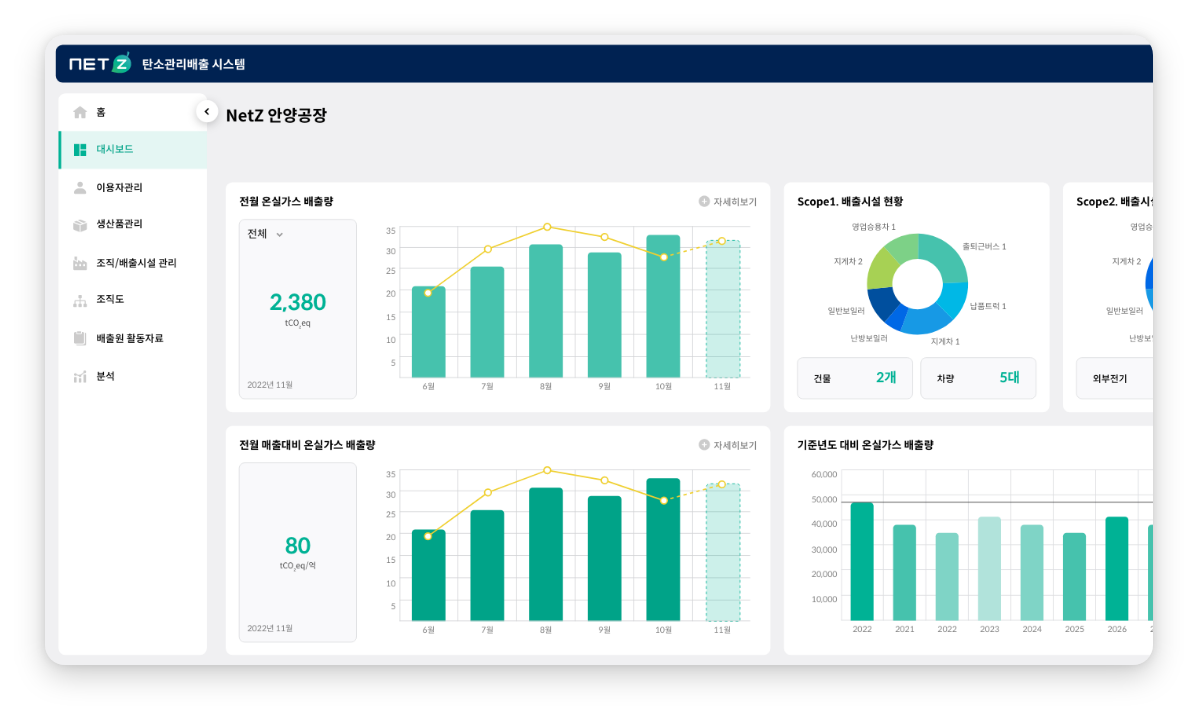 NETZ 탄소관리배출 시스템
홈
대시보드
이용자관리
생산품관리
조직/배출시설 관리
조직도
배출원 활동자료
분석
NetZ 안양공장
전월 온실가스 배출량
자세히보기
전체
2,380
tCO₂eq
2022년 11월
35
30
25
20
15
10
5
6월 7월 8월 9월 10월 11월
Scope1. 배출시설 현황
영업승용차 1
출퇴근버스 1
지게차 2
납품트럭 1
일반보일러
난방보일러
지게차 1
건물 2개
차량 5대
Scope2. 배출시
영업승
지게차 2
일반보일러
난방보
외부전기
전월 매출대비 온실가스 배출량
자세히보기
80
tCO₂eq/억
2022년 11월
35
30
25
20
15
10
5
6월 7월 8월 9월 10월 11월
기준년도 대비 온실가스 배출량
60,000
50,000
40,000
30,000
20,000
10,000
2022 2021 2022 2023 2024 2025 2026